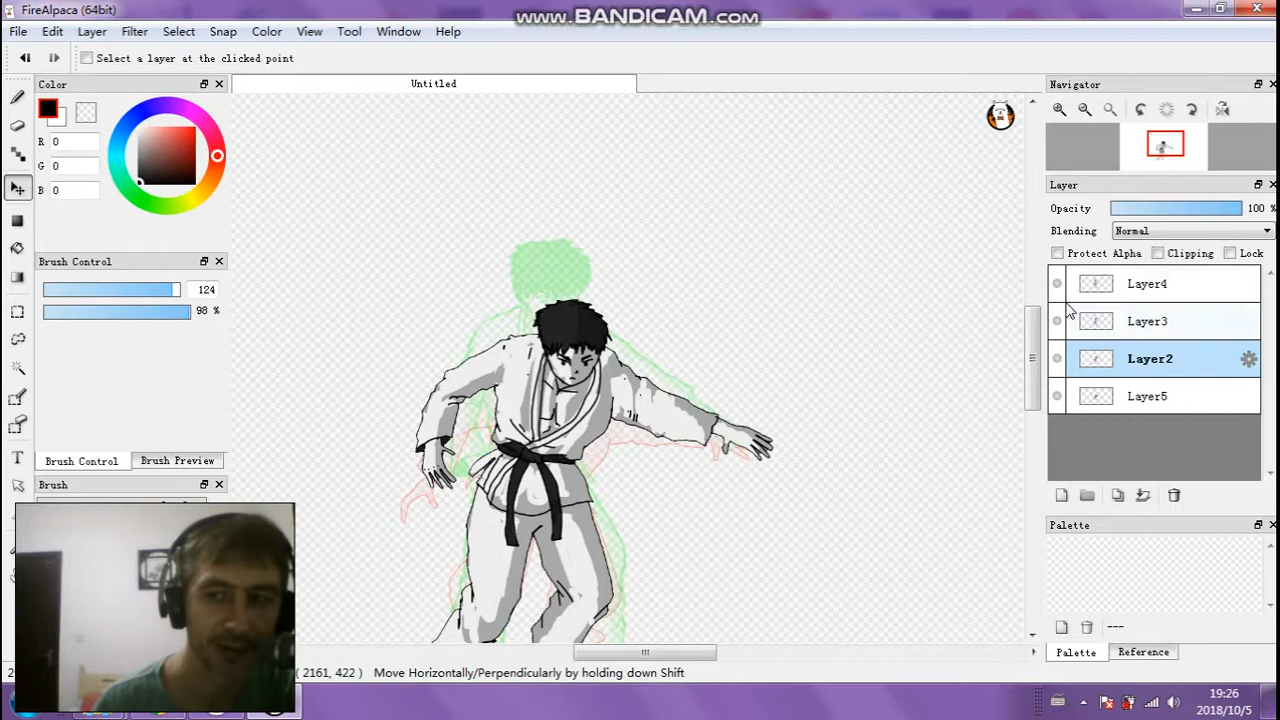 FireAlpaca (64bit)
www.BANDICAM.com
File Edit Layer Filter Select Snap Color View Tool Window Help
Select a layer at the clicked point
Color
Untitled
Navigator
R 0
G 0
B 0
Layer
Opacity 100 %
Blending Normal
Protect Alpha Clipping Lock
Brush Control
124
98 %
Layer4
Layer3
Layer2
Layer5
Brush Control Brush Preview
Brush
Palette
---
Palette Reference
( 2161, 422 ) Move Horizontally/Perpendicularly by holding down Shift
19:26
2018/10/5